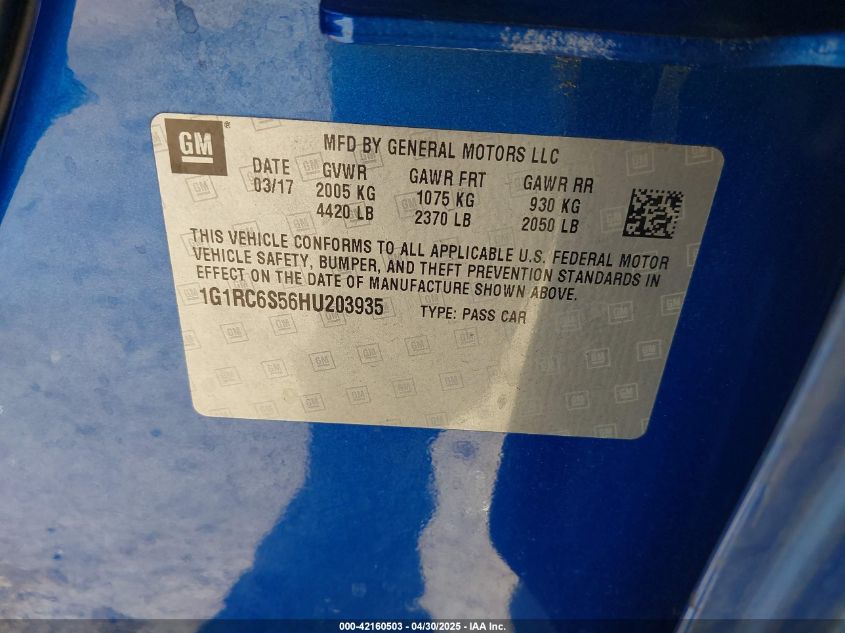 GM
MFD BY GENERAL MOTORS LLC
DATE GVWR GAWR FRT GAWR RR
03/17 2005 KG 1075 KG 930 KG
4420 LB 2370 LB 2050 LB
THIS VEHICLE CONFORMS TO ALL APPLICABLE U.S. FEDERAL MOTOR
VEHICLE SAFETY, BUMPER, AND THEFT PREVENTION STANDARDS IN
EFFECT ON THE DATE OF MANUFACTURE SHOWN ABOVE.
1G1RC6S56HU203935 TYPE: PASS CAR
000-42160503 - 04/30/2025 - IAA Inc.